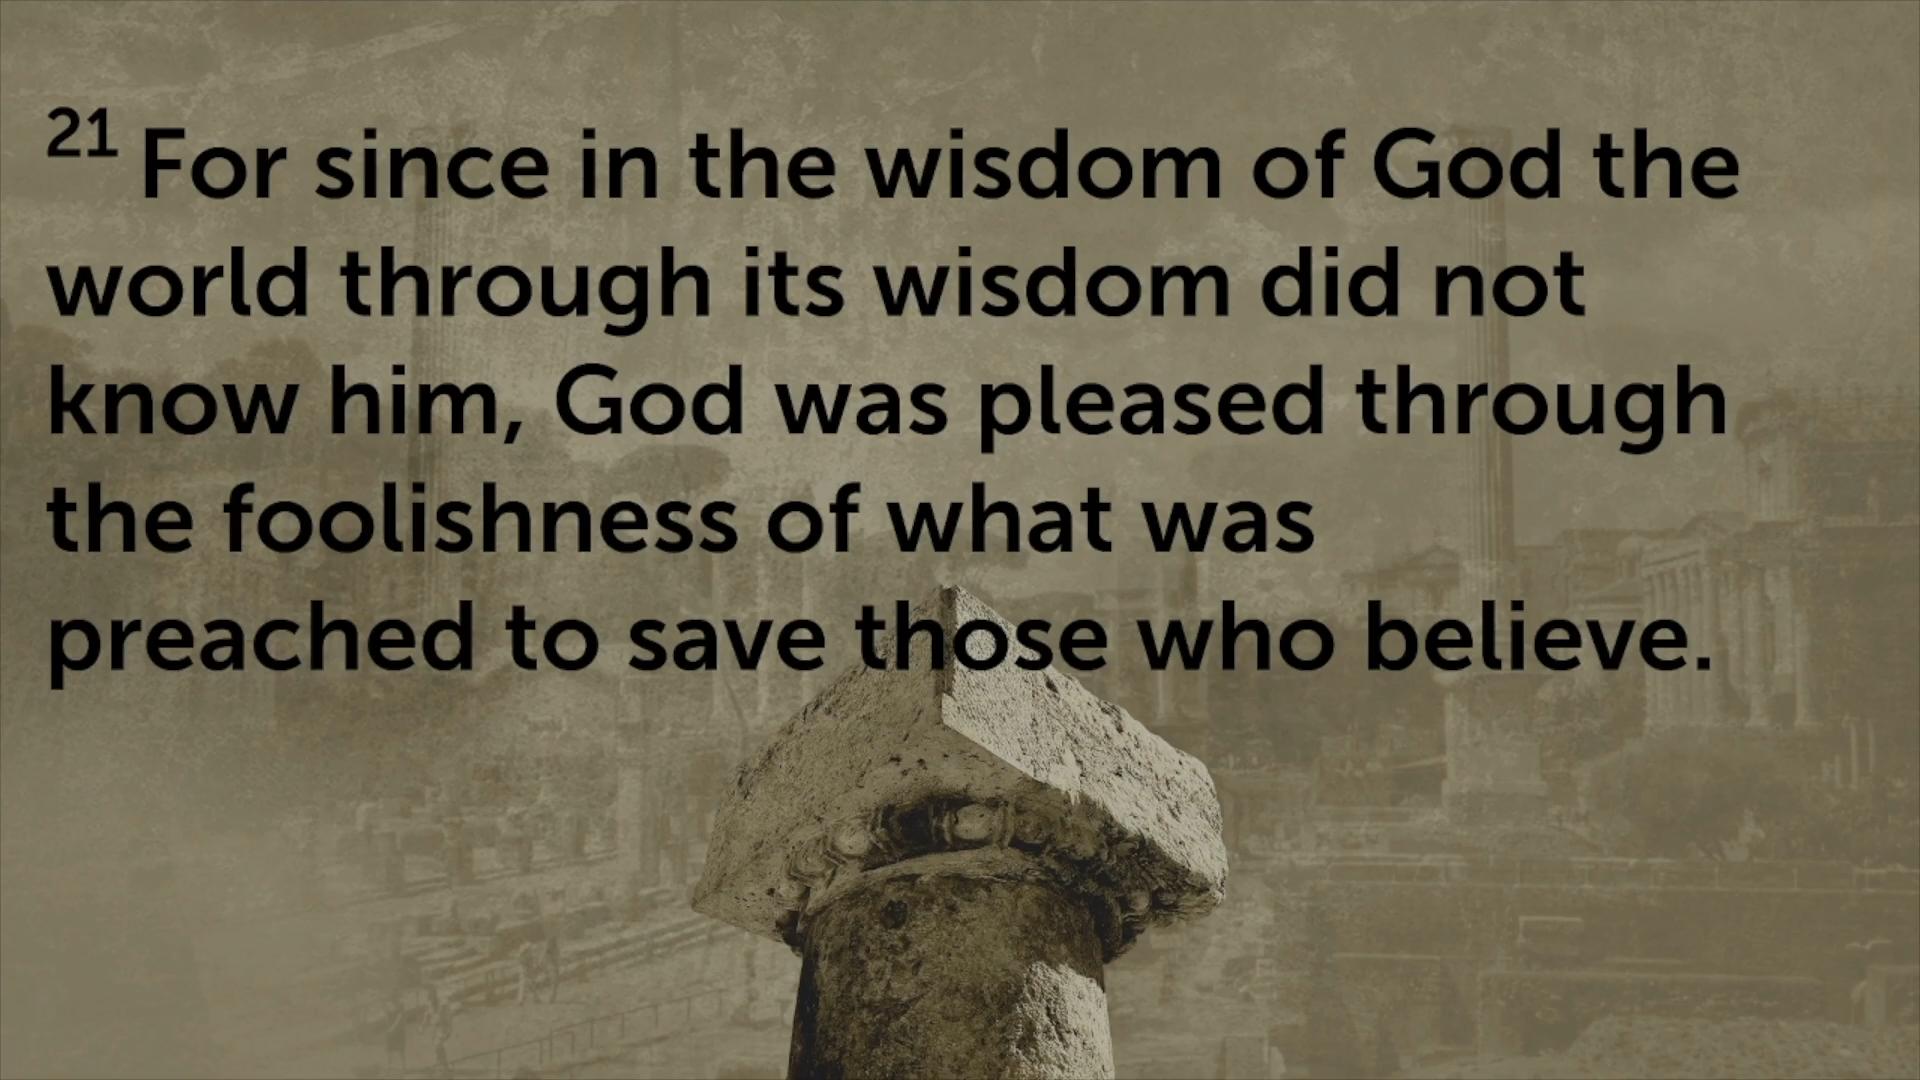 21 For since in the wisdom of God the
world through its wisdom did not
know him, God was pleased through
the foolishness of what was
preached to save those who believe.